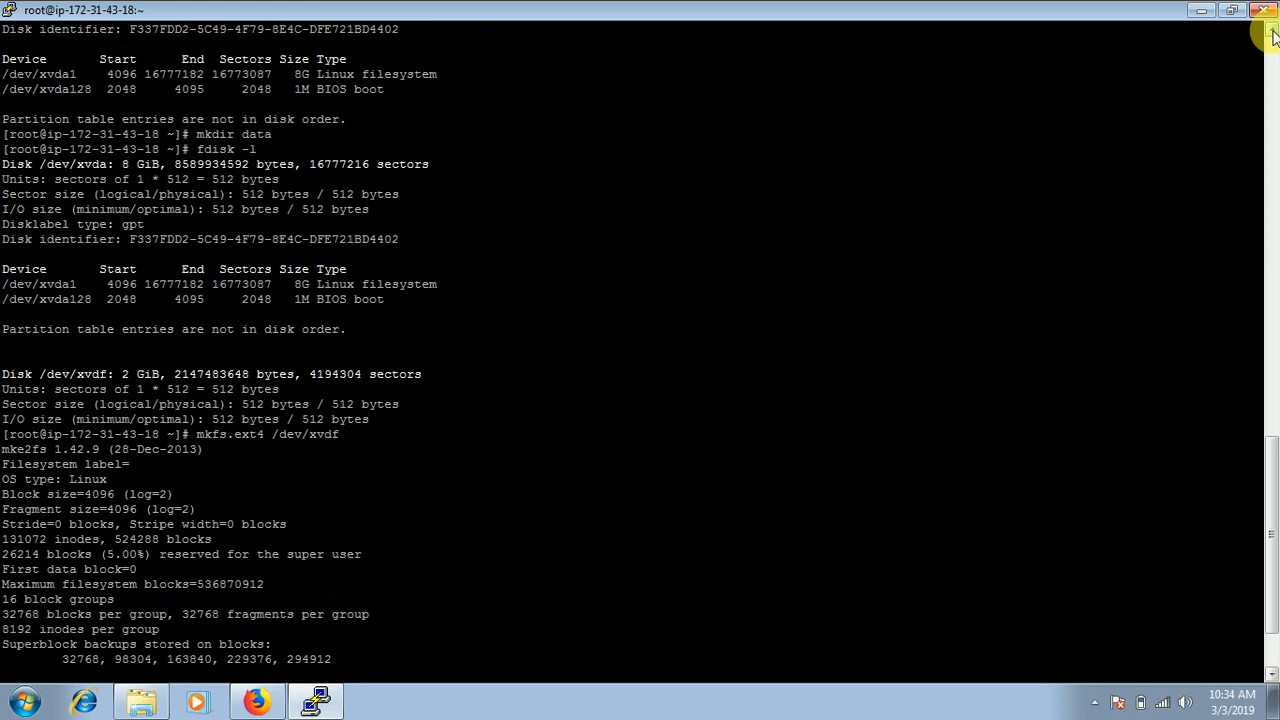 root@ip-172-31-43-18:~
Disk identifier: F337FDD2-5C49-4F79-8E4C-DFE721BD4402
Device Start End Sectors Size Type
/dev/xvda1 4096 16777182 16773087 8G Linux filesystem
/dev/xvda128 2048 4095 2048 1M BIOS boot
Partition table entries are not in disk order.
[root@ip-172-31-43-18 ~]# mkdir data
[root@ip-172-31-43-18 ~]# fdisk -l
Disk /dev/xvda: 8 GiB, 8589934592 bytes, 16777216 sectors
Units: sectors of 1 * 512 = 512 bytes
Sector size (logical/physical): 512 bytes / 512 bytes
I/O size (minimum/optimal): 512 bytes / 512 bytes
Disklabel type: gpt
Disk identifier: F337FDD2-5C49-4F79-8E4C-DFE721BD4402
Device Start End Sectors Size Type
/dev/xvda1 4096 16777182 16773087 8G Linux filesystem
/dev/xvda128 2048 4095 2048 1M BIOS boot
Partition table entries are not in disk order.
Disk /dev/xvdf: 2 GiB, 2147483648 bytes, 4194304 sectors
Units: sectors of 1 * 512 = 512 bytes
Sector size (logical/physical): 512 bytes / 512 bytes
I/O size (minimum/optimal): 512 bytes / 512 bytes
[root@ip-172-31-43-18 ~]# mkfs.ext4 /dev/xvdf
mke2fs 1.42.9 (28-Dec-2013)
Filesystem label=
OS type: Linux
Block size=4096 (log=2)
Fragment size=4096 (log=2)
Stride=0 blocks, Stripe width=0 blocks
131072 inodes, 524288 blocks
26214 blocks (5.00%) reserved for the super user
First data block=0
Maximum filesystem blocks=536870912
16 block groups
32768 blocks per group, 32768 fragments per group
8192 inodes per group
Superblock backups stored on blocks:
32768, 98304, 163840, 229376, 294912
10:34 AM
3/3/2019